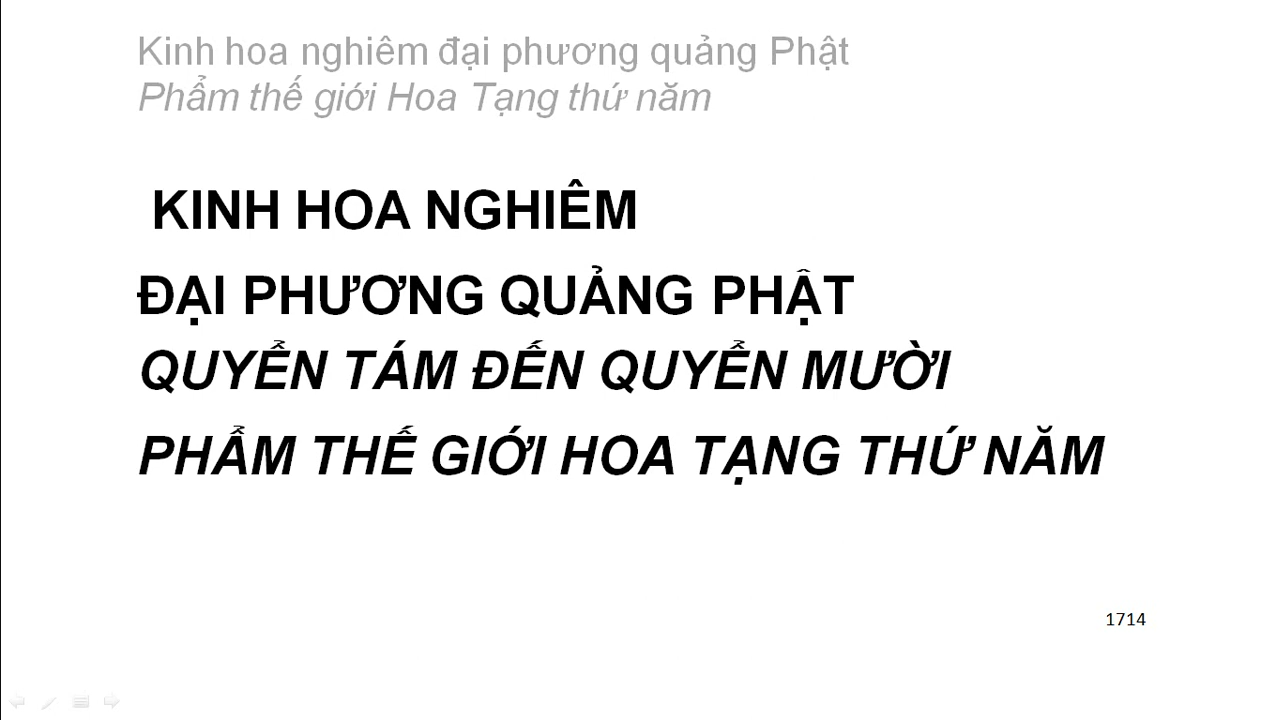 Kinh hoa nghiêm đại phương quảng Phật
Phẩm thế giới Hoa Tạng thứ năm
KINH HOA NGHIÊM
ĐẠI PHƯƠNG QUẢNG PHẬT
QUYỂN TÁM ĐẾN QUYỂN MƯỜI
PHẨM THẾ GIỚI HOA TẠNG THỨ NĂM
1714